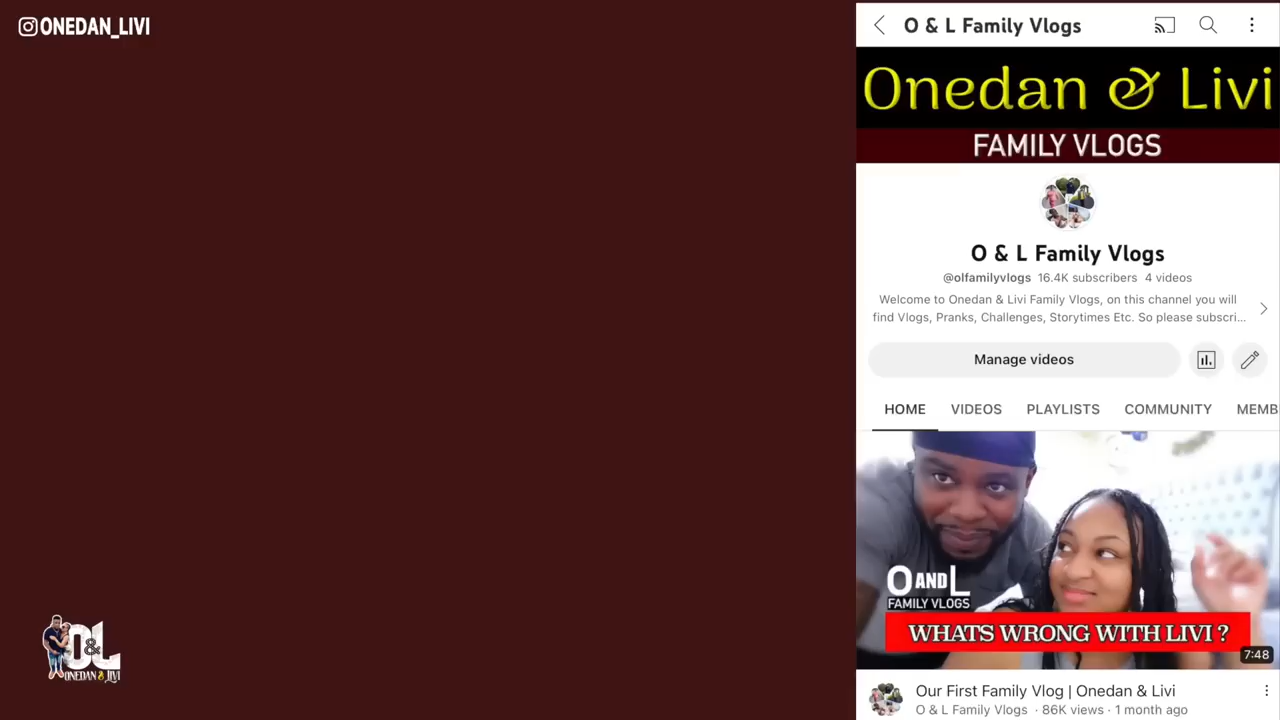 ONEDAN_LIVI
O & L Family Vlogs
Onedan & Livi
FAMILY VLOGS
O & L Family Vlogs
@olfamilyvlogs 16.4K subscribers 4 videos
Welcome to Onedan & Livi Family Vlogs, on this channel you will
find Vlogs, Pranks, Challenges, Storytimes Etc. So please subscri...
Manage videos
HOME VIDEOS PLAYLISTS COMMUNITY MEMB
O AND L
FAMILY VLOGS
WHATS WRONG WITH LIVI ?
7:48
Our First Family Vlog | Onedan & Livi
O & L Family Vlogs · 86K views · 1 month ago
O&L
ONEDAN & LIVI